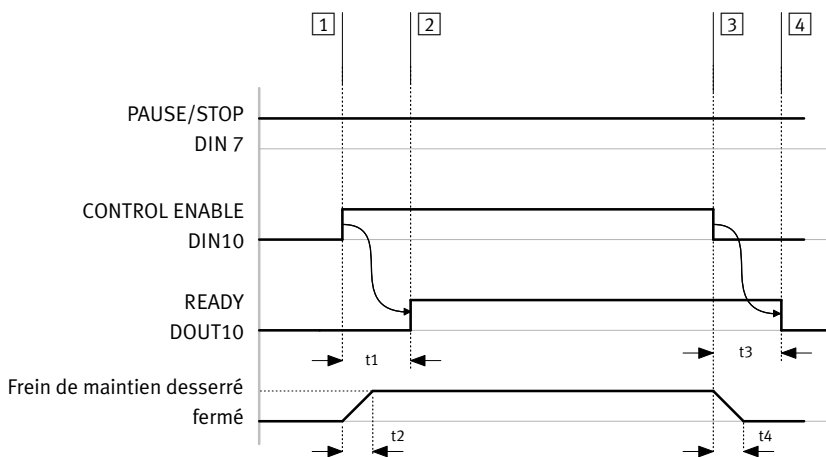 1 2 3 4
PAUSE/STOP
DIN 7
CONTROL ENABLE
DIN10
READY
DOUT10
t1 t3
Frein de maintien desserré
fermé
t2 t4